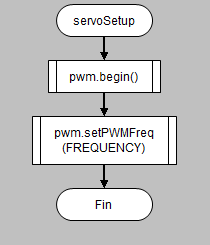 servoSetup
pwm.begin()
pwm.setPWMFreq
(FREQUENCY)
Fin